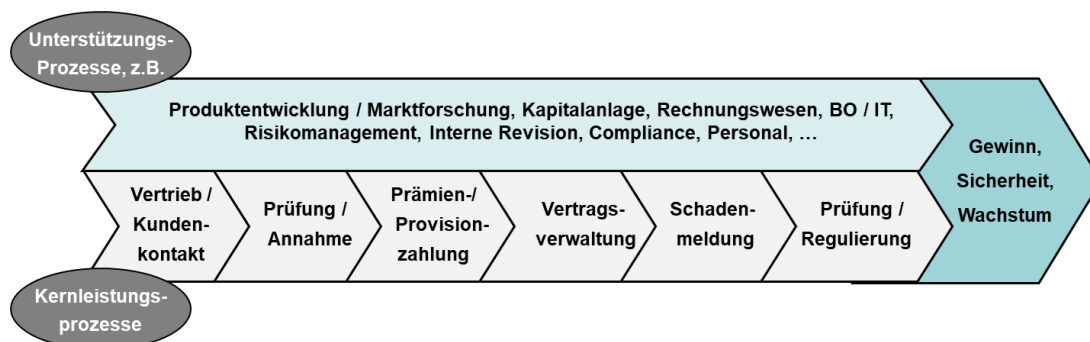 Unterstützungs-
Prozesse, z.B.
Produktentwicklung / Marktforschung, Kapitalanlage, Rechnungswesen, BO / IT,
Risikomanagement, Interne Revision, Compliance, Personal, …
Gewinn,
Sicherheit,
Wachstum
Vertrieb /
Kunden-
kontakt
Prüfung /
Annahme
Prämien-/
Provision-
zahlung
Vertrags-
verwaltung
Schaden-
meldung
Prüfung /
Regulierung
Kernleistungs-
prozesse